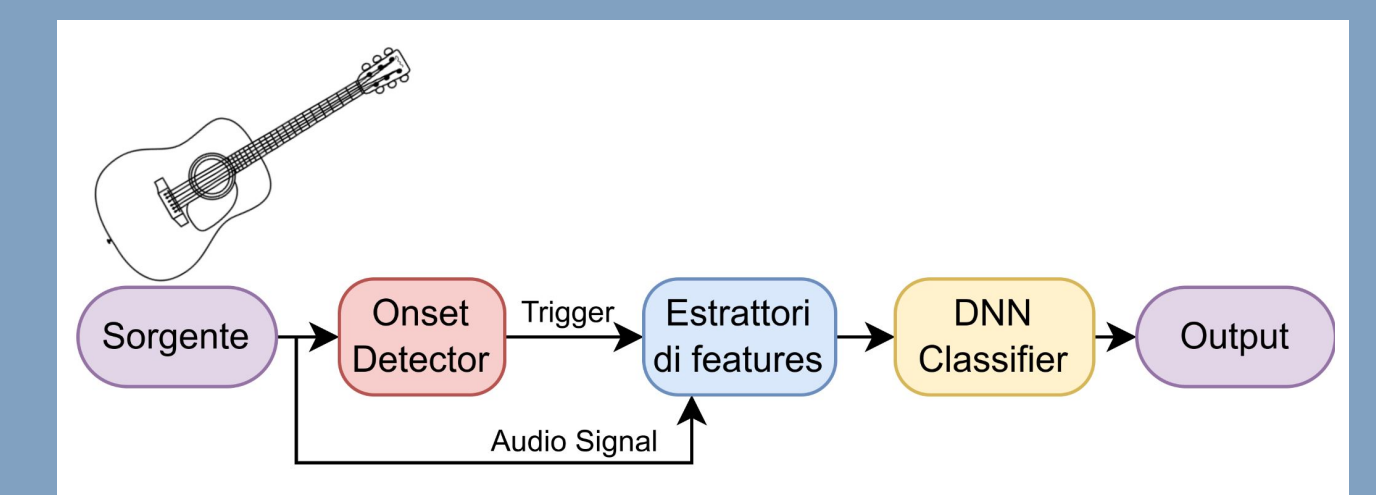 Sorgente
Onset
Detector
Trigger
Estrattori
di features
DNN
Classifier
Output
Audio Signal